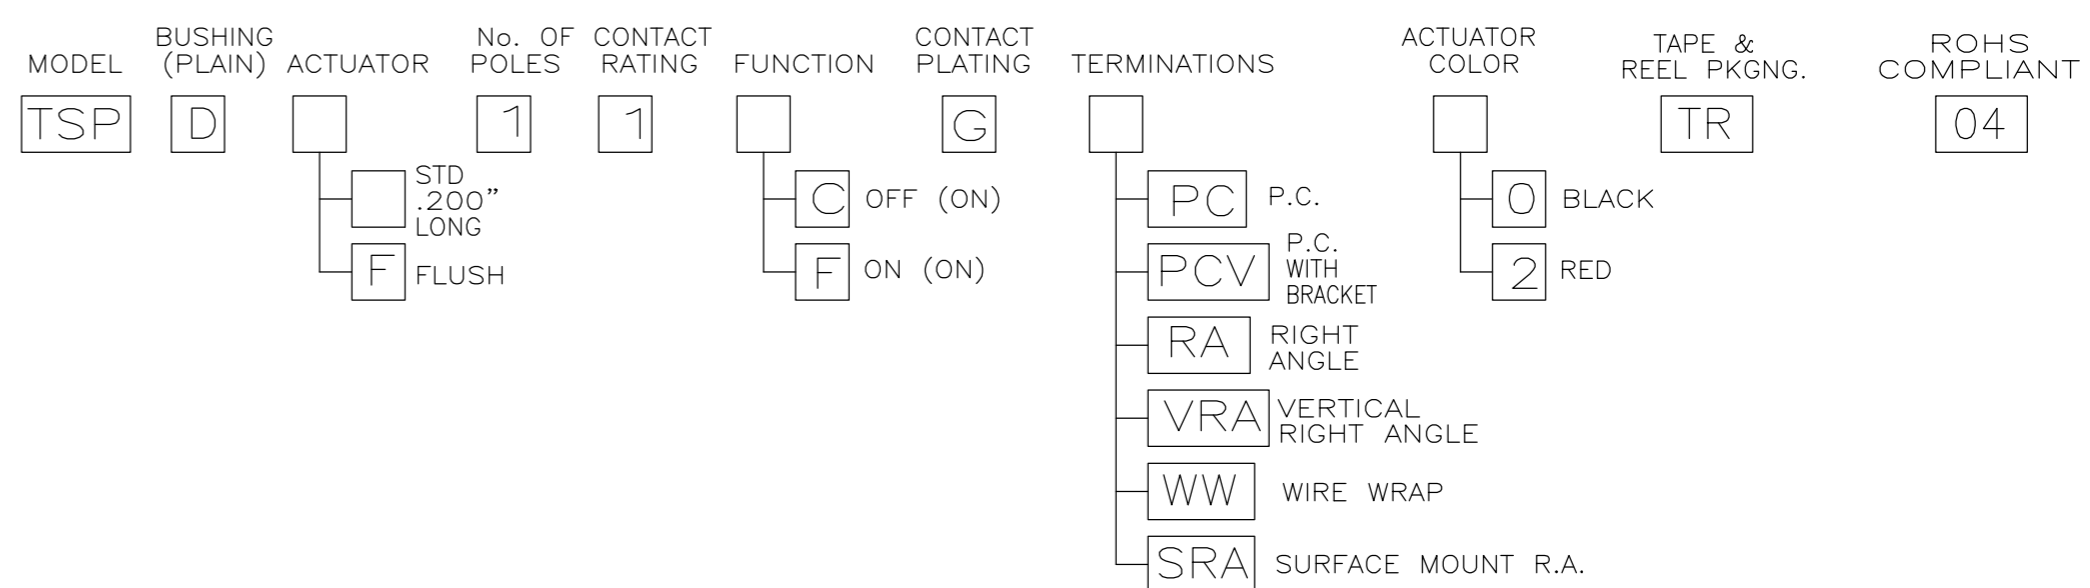 MODEL
BUSHING
(PLAIN)
ACTUATOR
No. OF
POLES
CONTACT
RATING
FUNCTION
CONTACT
PLATING
TERMINATIONS
ACTUATOR
COLOR
TAPE &
REEL PKGNG.
ROHS
COMPLIANT
TSP
D
1
1
G
TR
04
STD
.200”
LONG
F
FLUSH
C
OFF (ON)
F
ON (ON)
PC
P.C.
PCV
P.C.
WITH
BRACKET
RA
RIGHT
ANGLE
VRA
VERTICAL
RIGHT ANGLE
WW
WIRE WRAP
SRA
SURFACE MOUNT R.A.
0
BLACK
2
RED